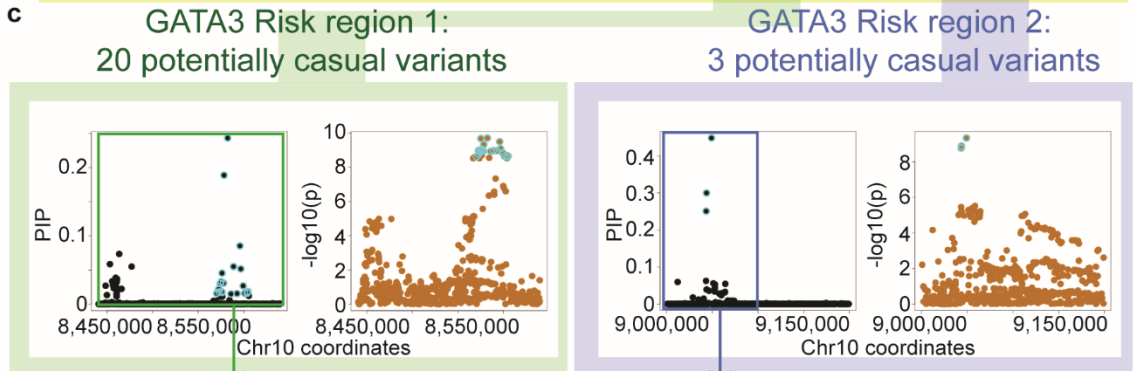 c
GATA3 Risk region 1:
20 potentially casual variants
PIP
0.2
0.1
0
8,450,000 8,550,000
-log10(p)
10
8
6
4
2
0
8,450,000 8,550,000
Chr10 coordinates
GATA3 Risk region 2:
3 potentially casual variants
PIP
0.4
0.3
0.2
0.1
0
9,000,000 9,150,000
-log10(p)
8
6
4
2
0
9,000,000 9,150,000
Chr10 coordinates